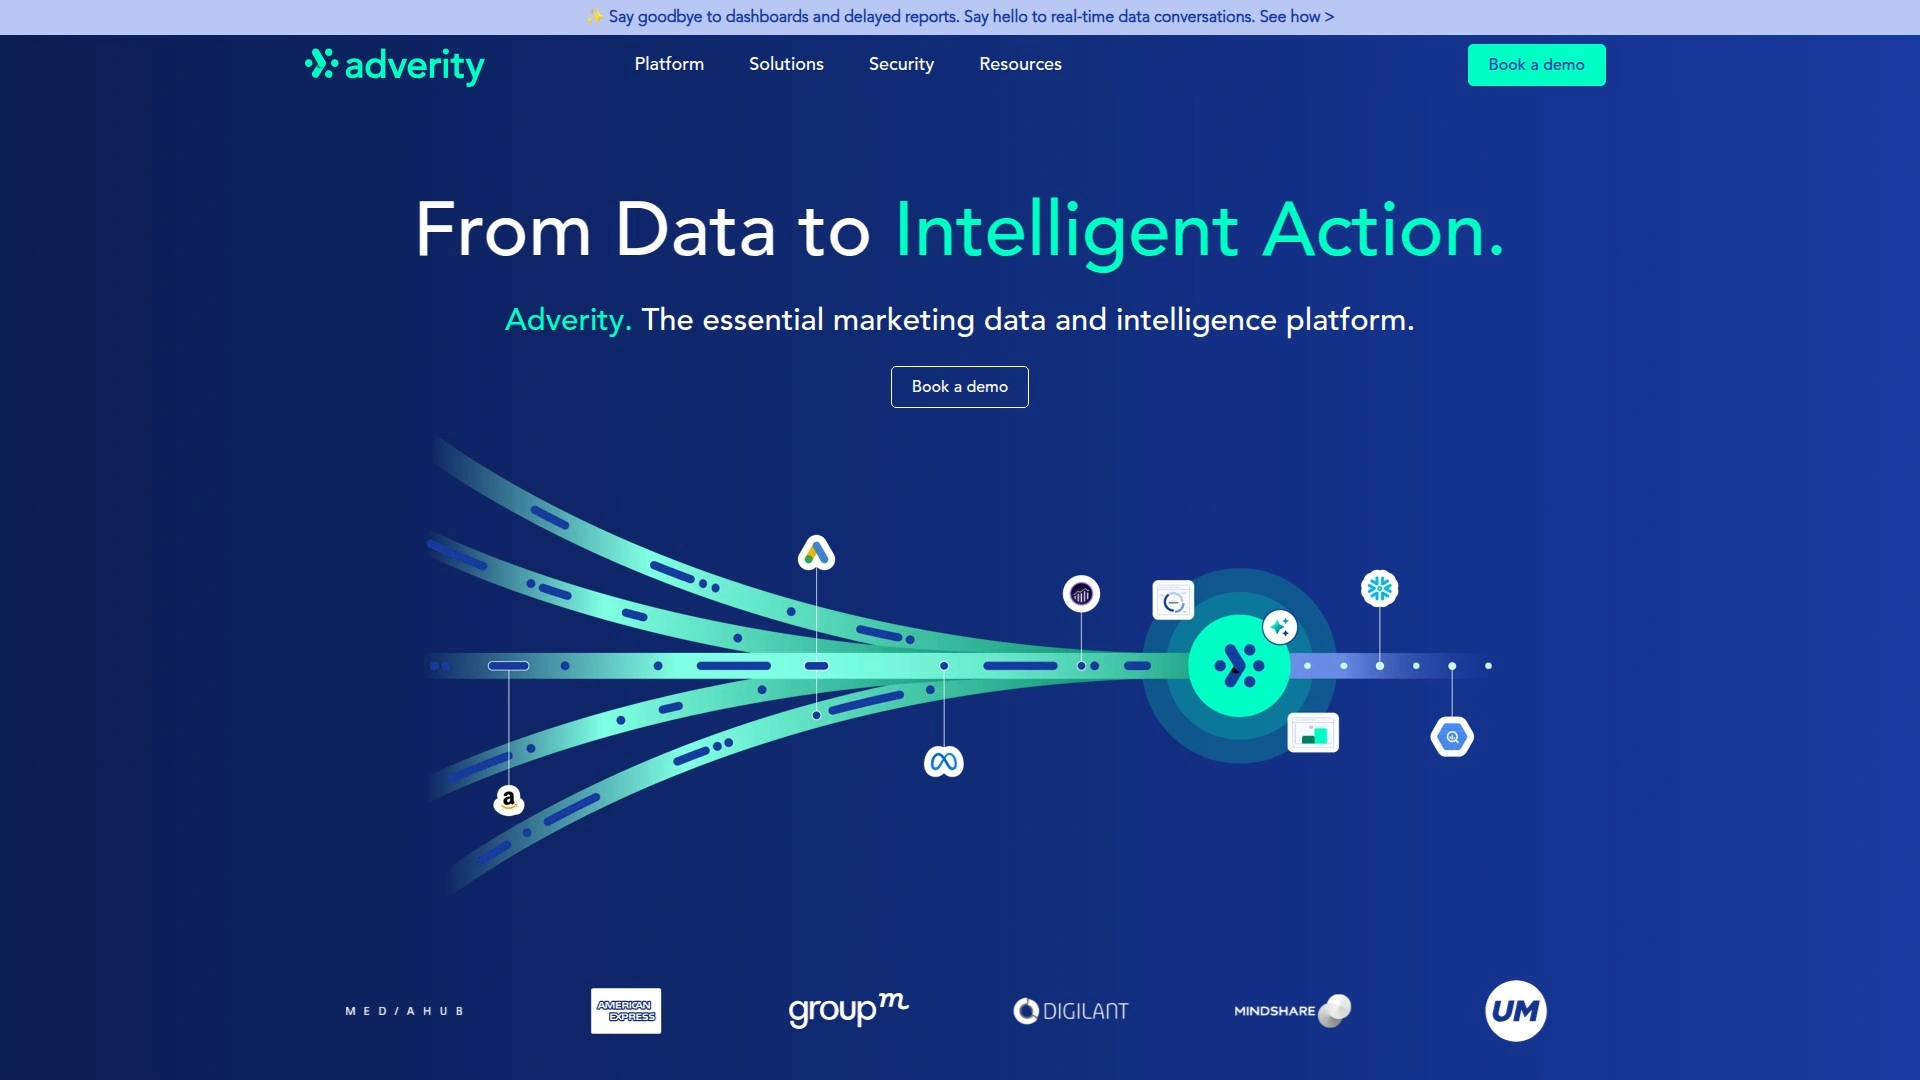 ✨ Say goodbye to dashboards and delayed reports. Say hello to real-time data conversations. See how >
adverity
Platform
Solutions
Security
Resources
Book a demo
From Data to Intelligent Action.
Adverity. The essential marketing data and intelligence platform.
Book a demo
a
MED/AHUB
AMERICAN
EXPRESS
groupm
DIGILANT
MINDSHARE
UM